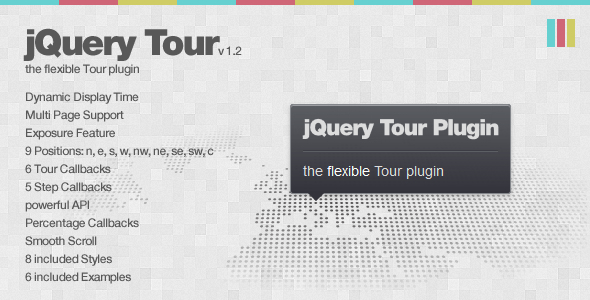 jQuery Tour v 1.2
the flexible Tour plugin
Dynamic Display Time
Multi Page Support
Exposure Feature
9 Positions: n, e, s, w, nw, ne, se, sw, c
6 Tour Callbacks
5 Step Callbacks
powerful API
Percentage Callbacks
Smooth Scroll
8 included Styles
6 included Examples
jQuery Tour Plugin
the flexible Tour plugin